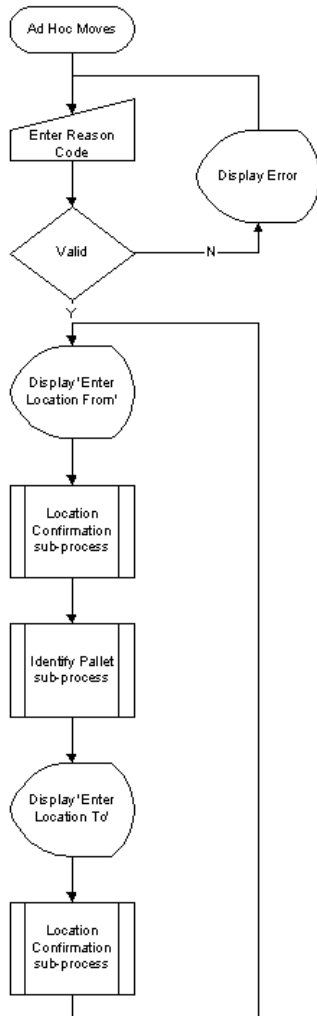 Ad Hoc Moves
Enter Reason
Code
Display Error
Valid
N
Y
Display 'Enter
Location From'
Location
Confirmation
sub-process
Identify Pallet
sub-process
Display 'Enter
Location To'
Location
Confirmation
sub-process